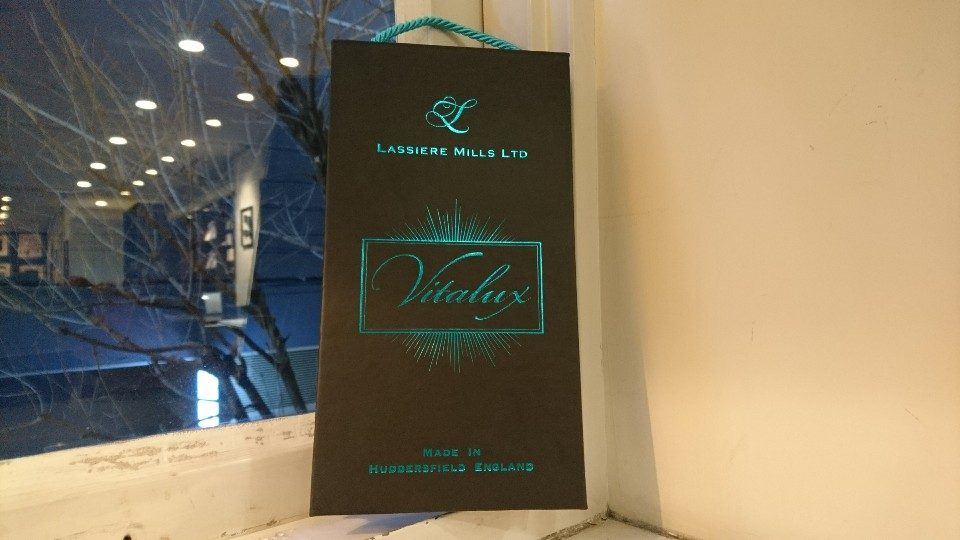 L
LASSIERE MILLS LTD
Vitalux
MADE IN
HUDDERSFIELD ENGLAND